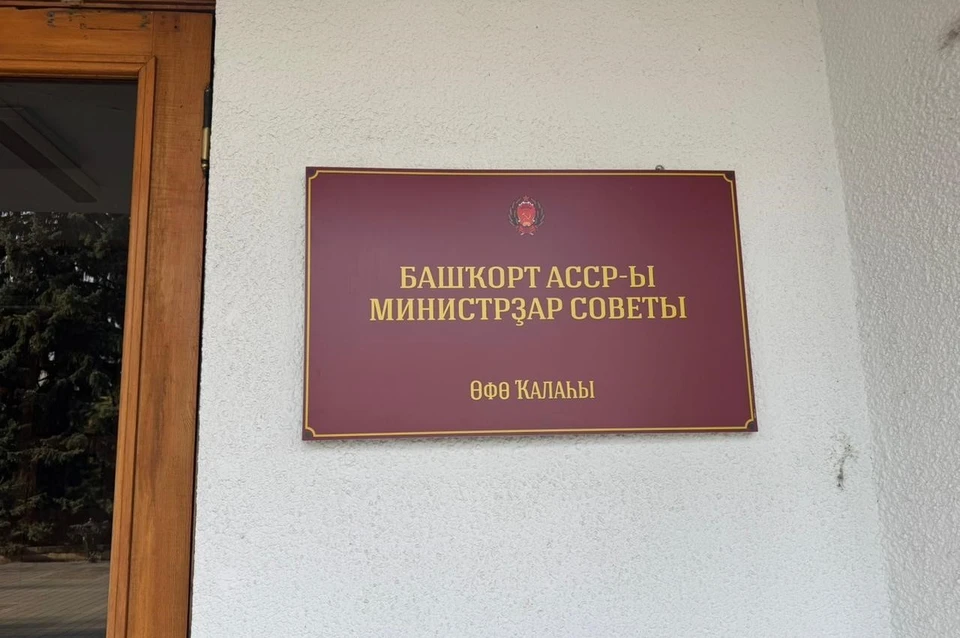 БАШҠОРТ АССР-Ы
МИНИСТРҘАР СОВЕТЫ
ӨФӨ ҠАЛАҺЫ